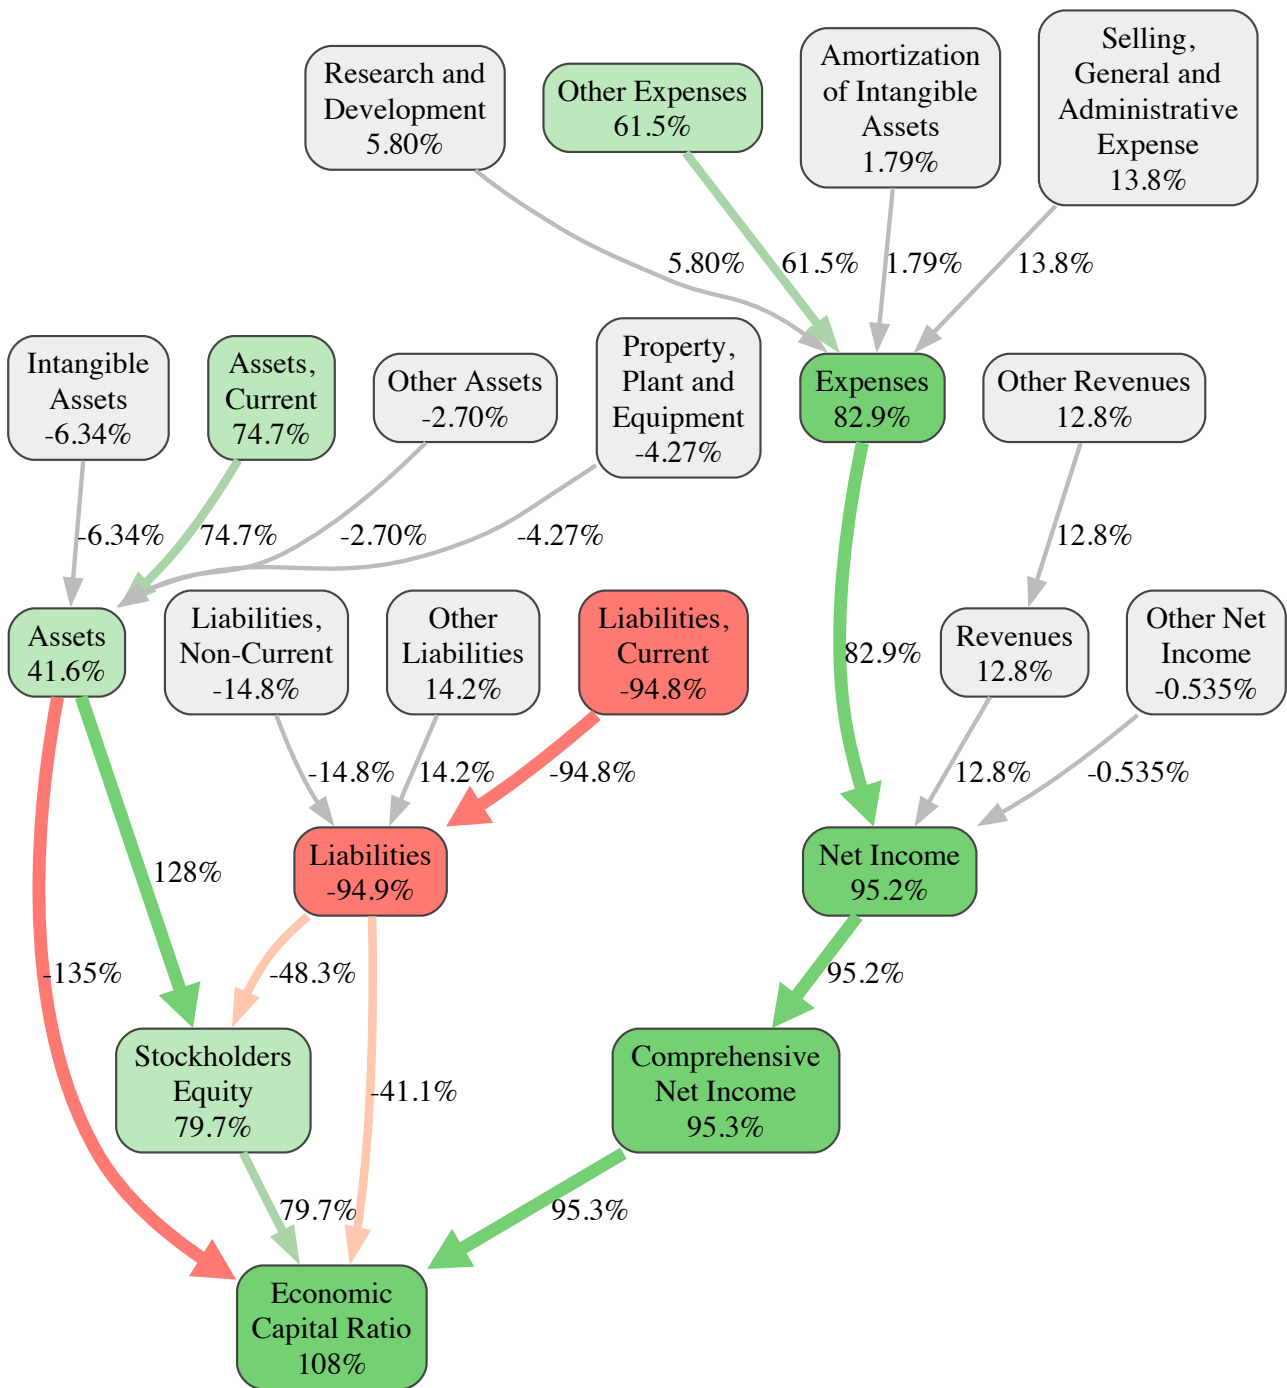 Research and
Development
5.80%
Other Expenses
61.5%
Amortization
of Intangible
Assets
1.79%
Selling,
General and
Administrative
Expense
13.8%
5.80%
61.5%
1.79%
13.8%
Intangible
Assets
-6.34%
Assets,
Current
74.7%
Other Assets
-2.70%
Property,
Plant and
Equipment
-4.27%
Expenses
82.9%
Other Revenues
12.8%
-6.34%
74.7%
-2.70%
-4.27%
12.8%
Assets
41.6%
Liabilities,
Non-Current
-14.8%
Other
Liabilities
14.2%
Liabilities,
Current
-94.8%
82.9%
Revenues
12.8%
Other Net
Income
-0.535%
-14.8%
14.2%
-94.8%
12.8%
-0.535%
128%
Liabilities
-94.9%
Net Income
95.2%
-135%
-48.3%
95.2%
Stockholders
Equity
79.7%
-41.1%
Comprehensive
Net Income
95.3%
79.7%
95.3%
Economic
Capital Ratio
108%